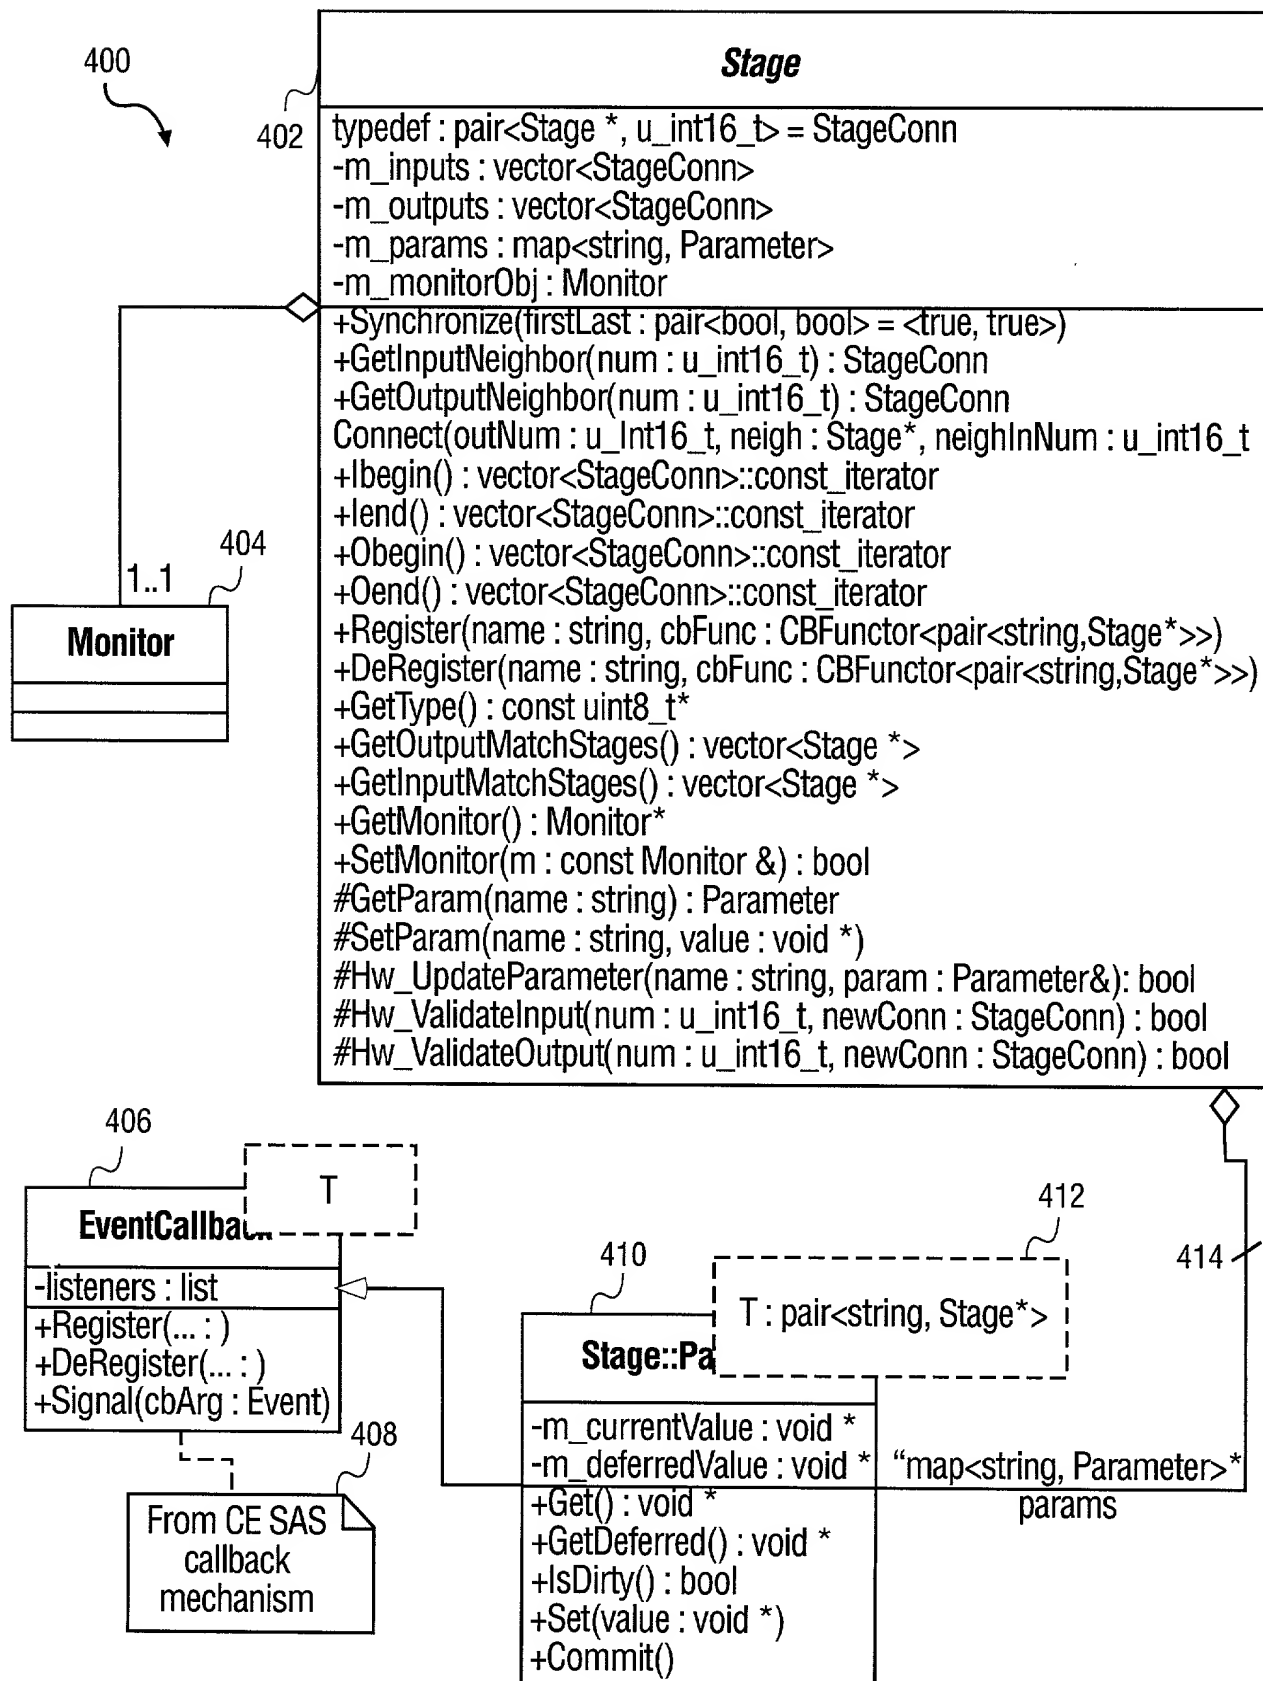 400
Stage
402
typedef : pair<Stage *, u_int16_t> = StageConn
-m_inputs : vector<StageConn>
-m_outputs : vector<StageConn>
-m_params : map<string, Parameter>
-m_monitorObj : Monitor
+Synchronize(firstLast : pair<bool, bool> = <true, true>)
+GetInputNeighbor(num : u_int16_t) : StageConn
+GetOutputNeighbor(num : u_int16_t) : StageConn
Connect(outNum : u_Int16_t, neigh : Stage*, neighInNum : u_int16_t
+Ibegin() : vector<StageConn>::const_iterator
+Iend() : vector<StageConn>::const_iterator
+Obegin() : vector<StageConn>::const_iterator
+Oend() : vector<StageConn>::const_iterator
+Register(name : string, cbFunc : CBFunctor<pair<string,Stage*>>)
+DeRegister(name : string, cbFunc : CBFunctor<pair<string,Stage*>>)
+GetType() : const uint8_t*
+GetOutputMatchStages() : vector<Stage *>
+GetInputMatchStages() : vector<Stage *>
+GetMonitor() : Monitor*
+SetMonitor(m : const Monitor &) : bool
#GetParam(name : string) : Parameter
#SetParam(name : string, value : void *)
#Hw_UpdateParameter(name : string, param : Parameter&): bool
#Hw_ValidateInput(num : u_int16_t, newConn : StageConn) : bool
#Hw_ValidateOutput(num : u_int16_t, newConn : StageConn) : bool
404
1..1
Monitor
406
T
EventCallback
-listeners : list
+Register(... : )
+DeRegister(... : )
+Signal(cbArg : Event)
408
From CE SAS
callback
mechanism
410
412
414
T : pair<string, Stage*>
Stage::Pa
-m_currentValue : void *
-m_deferredValue : void *
+Get() : void *
+GetDeferred() : void *
+IsDirty() : bool
+Set(value : void *)
+Commit()
“map<string, Parameter>*
params